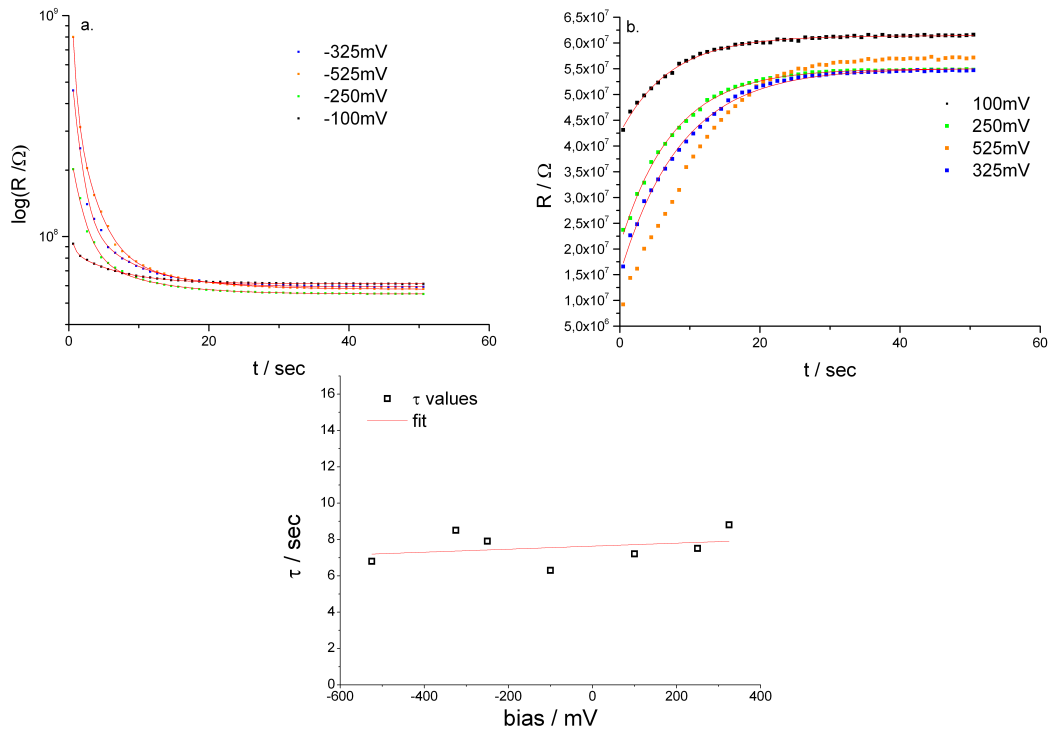 a.
10⁹
10⁸
log(R /Ω)
-325mV
-525mV
-250mV
-100mV
0
20
40
60
t / sec
b.
6,5x10⁷
6,0x10⁷
5,5x10⁷
5,0x10⁷
4,5x10⁷
4,0x10⁷
3,5x10⁷
3,0x10⁷
2,5x10⁷
2,0x10⁷
1,5x10⁷
1,0x10⁷
5,0x10⁶
R / Ω
100mV
250mV
525mV
325mV
0
20
40
60
t / sec
16
14
12
10
8
6
4
2
0
τ / sec
τ values
fit
-600
-400
-200
0
200
400
bias / mV